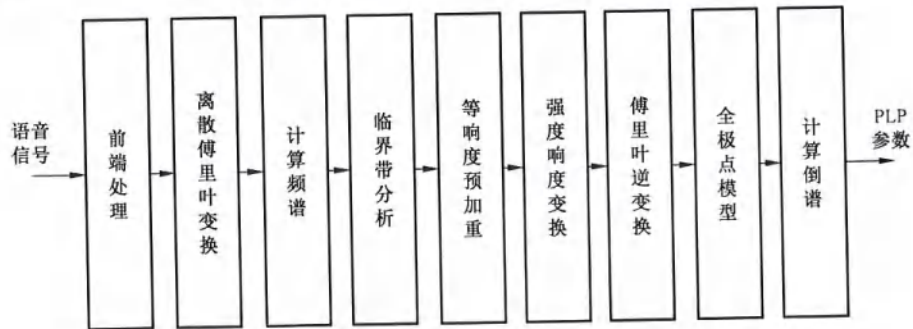 语音
信号
前端处理
离散傅里叶变换
计算频谱
临界带分析
等响度预加重
强度响度变换
傅里叶逆变换
全极点模型
计算倒谱
PLP
参数